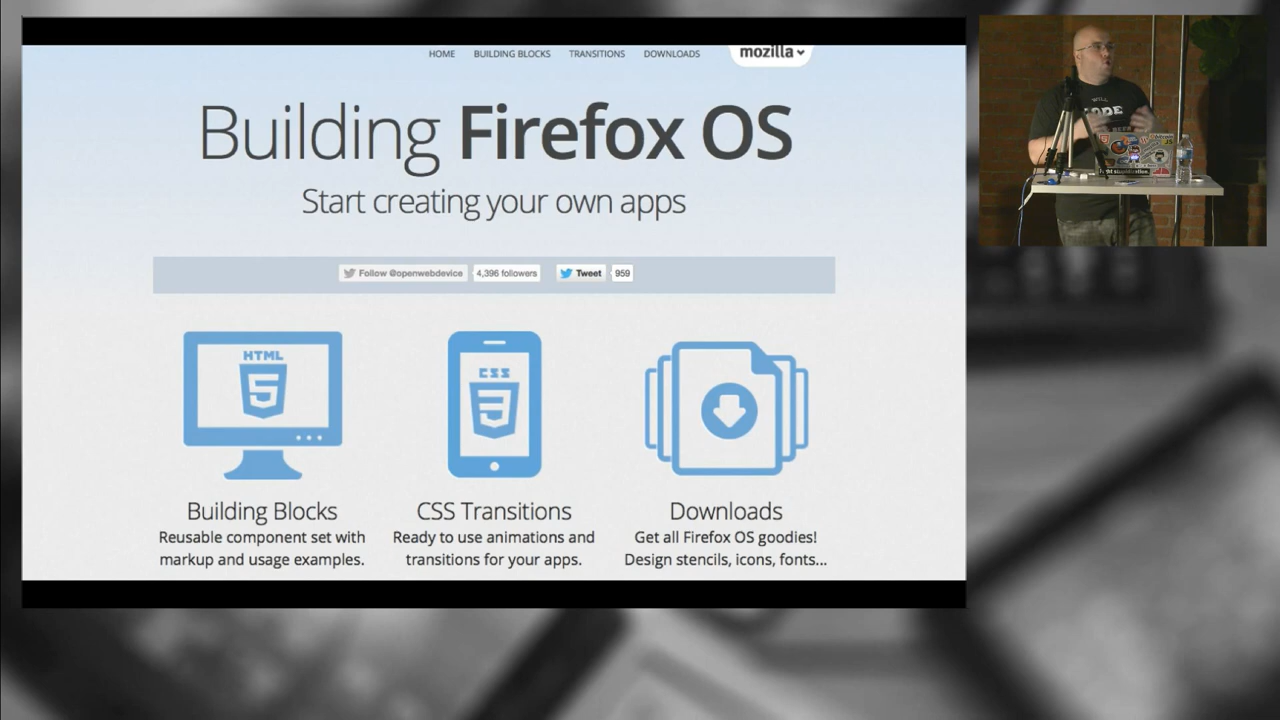 HOME BUILDING BLOCKS TRANSITIONS DOWNLOADS mozilla
Building Firefox OS
Start creating your own apps
Follow @openwebdevice 4,396 followers Tweet 959
HTML
5
CSS
3
Building Blocks
Reusable component set with
markup and usage examples.
CSS Transitions
Ready to use animations and
transitions for your apps.
Downloads
Get all Firefox OS goodies!
Design stencils, icons, fonts...
WILL